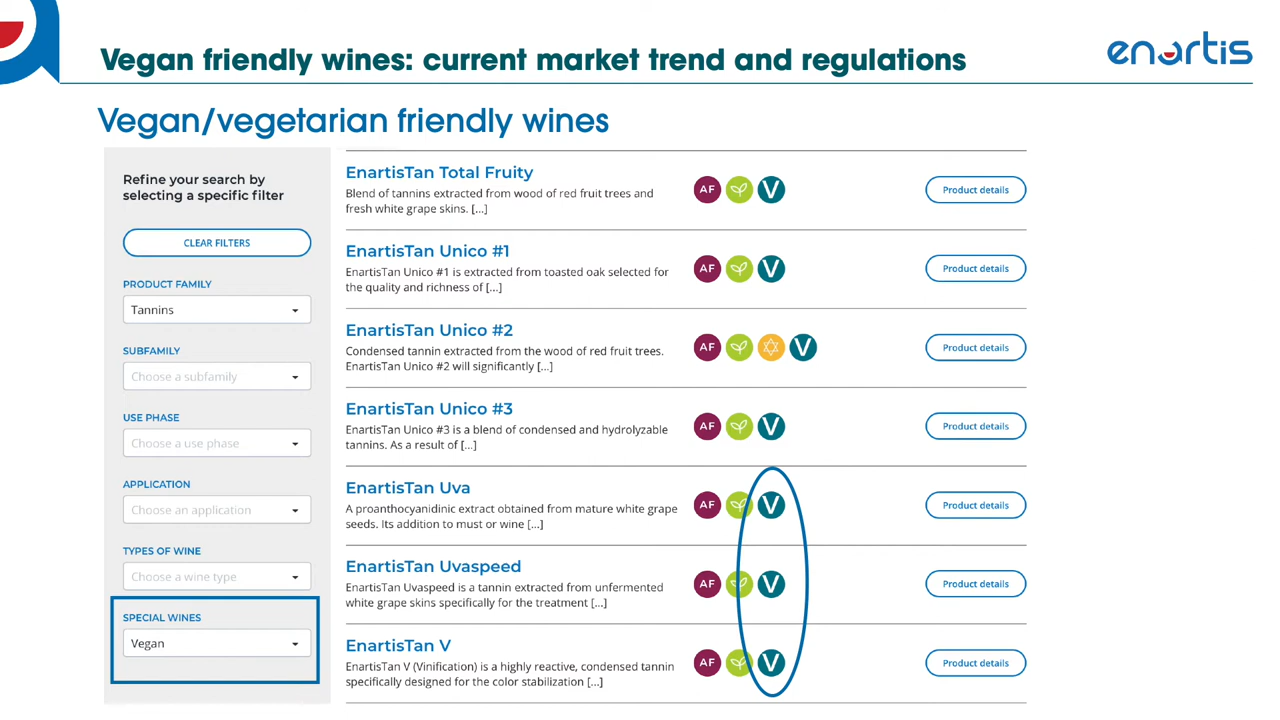 Vegan friendly wines: current market trend and regulations
enartis
Vegan/vegetarian friendly wines
Refine your search by
selecting a specific filter
CLEAR FILTERS
PRODUCT FAMILY
Tannins
SUBFAMILY
Choose a subfamily
USE PHASE
Choose a use phase
APPLICATION
Choose an application
TYPES OF WINE
Choose a wine type
SPECIAL WINES
Vegan
EnartisTan Total Fruity
Blend of tannins extracted from wood of red fruit trees and
fresh white grape skins. [...]
AF V
Product details
EnartisTan Unico #1
EnartisTan Unico #1 is extracted from toasted oak selected for
the quality and richness of [...]
AF V
Product details
EnartisTan Unico #2
Condensed tannin extracted from the wood of red fruit trees.
EnartisTan Unico #2 will significantly [...]
AF V
Product details
EnartisTan Unico #3
EnartisTan Unico #3 is a blend of condensed and hydrolyzable
tannins. As a result of [...]
AF V
Product details
EnartisTan Uva
A proanthocyanidinic extract obtained from mature white grape
seeds. Its addition to must or wine [...]
AF V
Product details
EnartisTan Uvaspeed
EnartisTan Uvaspeed is a tannin extracted from unfermented
white grape skins specifically for the treatment [...]
AF V
Product details
EnartisTan V
EnartisTan V (Vinification) is a highly reactive, condensed tannin
specifically designed for the color stabilization [...]
AF V
Product details